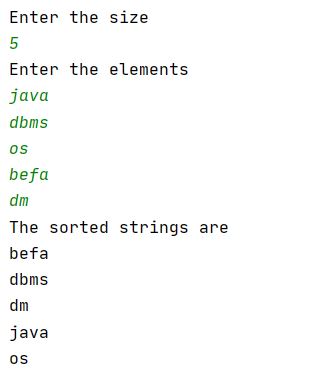 Enter the size
5
Enter the elements
java
dbms
os
befa
dm
The sorted strings are
befa
dbms
dm
java
os